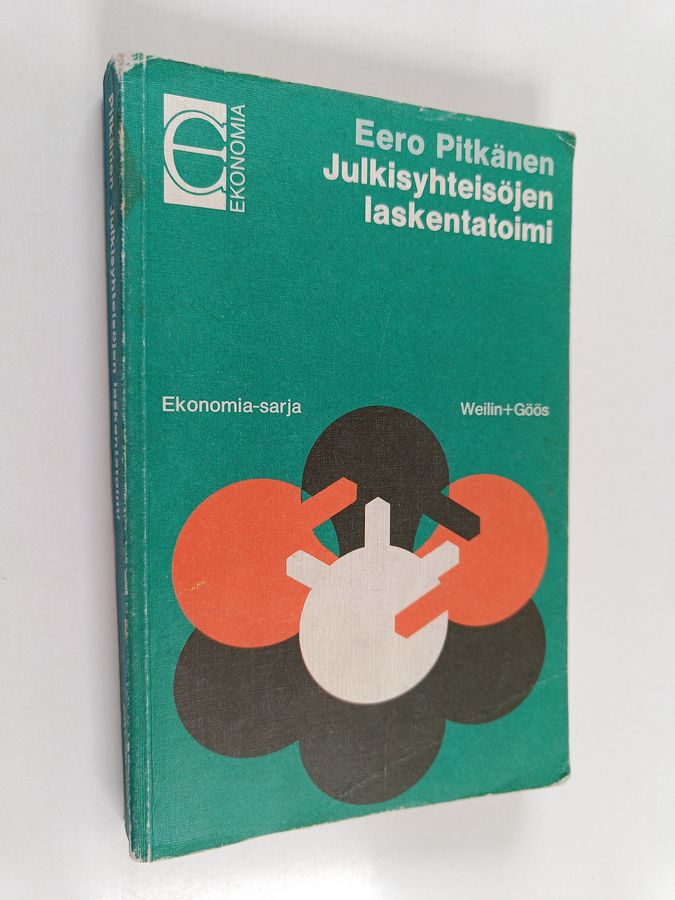 EKONOMIA
Eero Pitkänen
Julkisyhteisöjen
laskentatoimi
Ekonomia-sarja
Weilin+Göös
Pitkänen Julkisyhteisöjen laskentatoimi